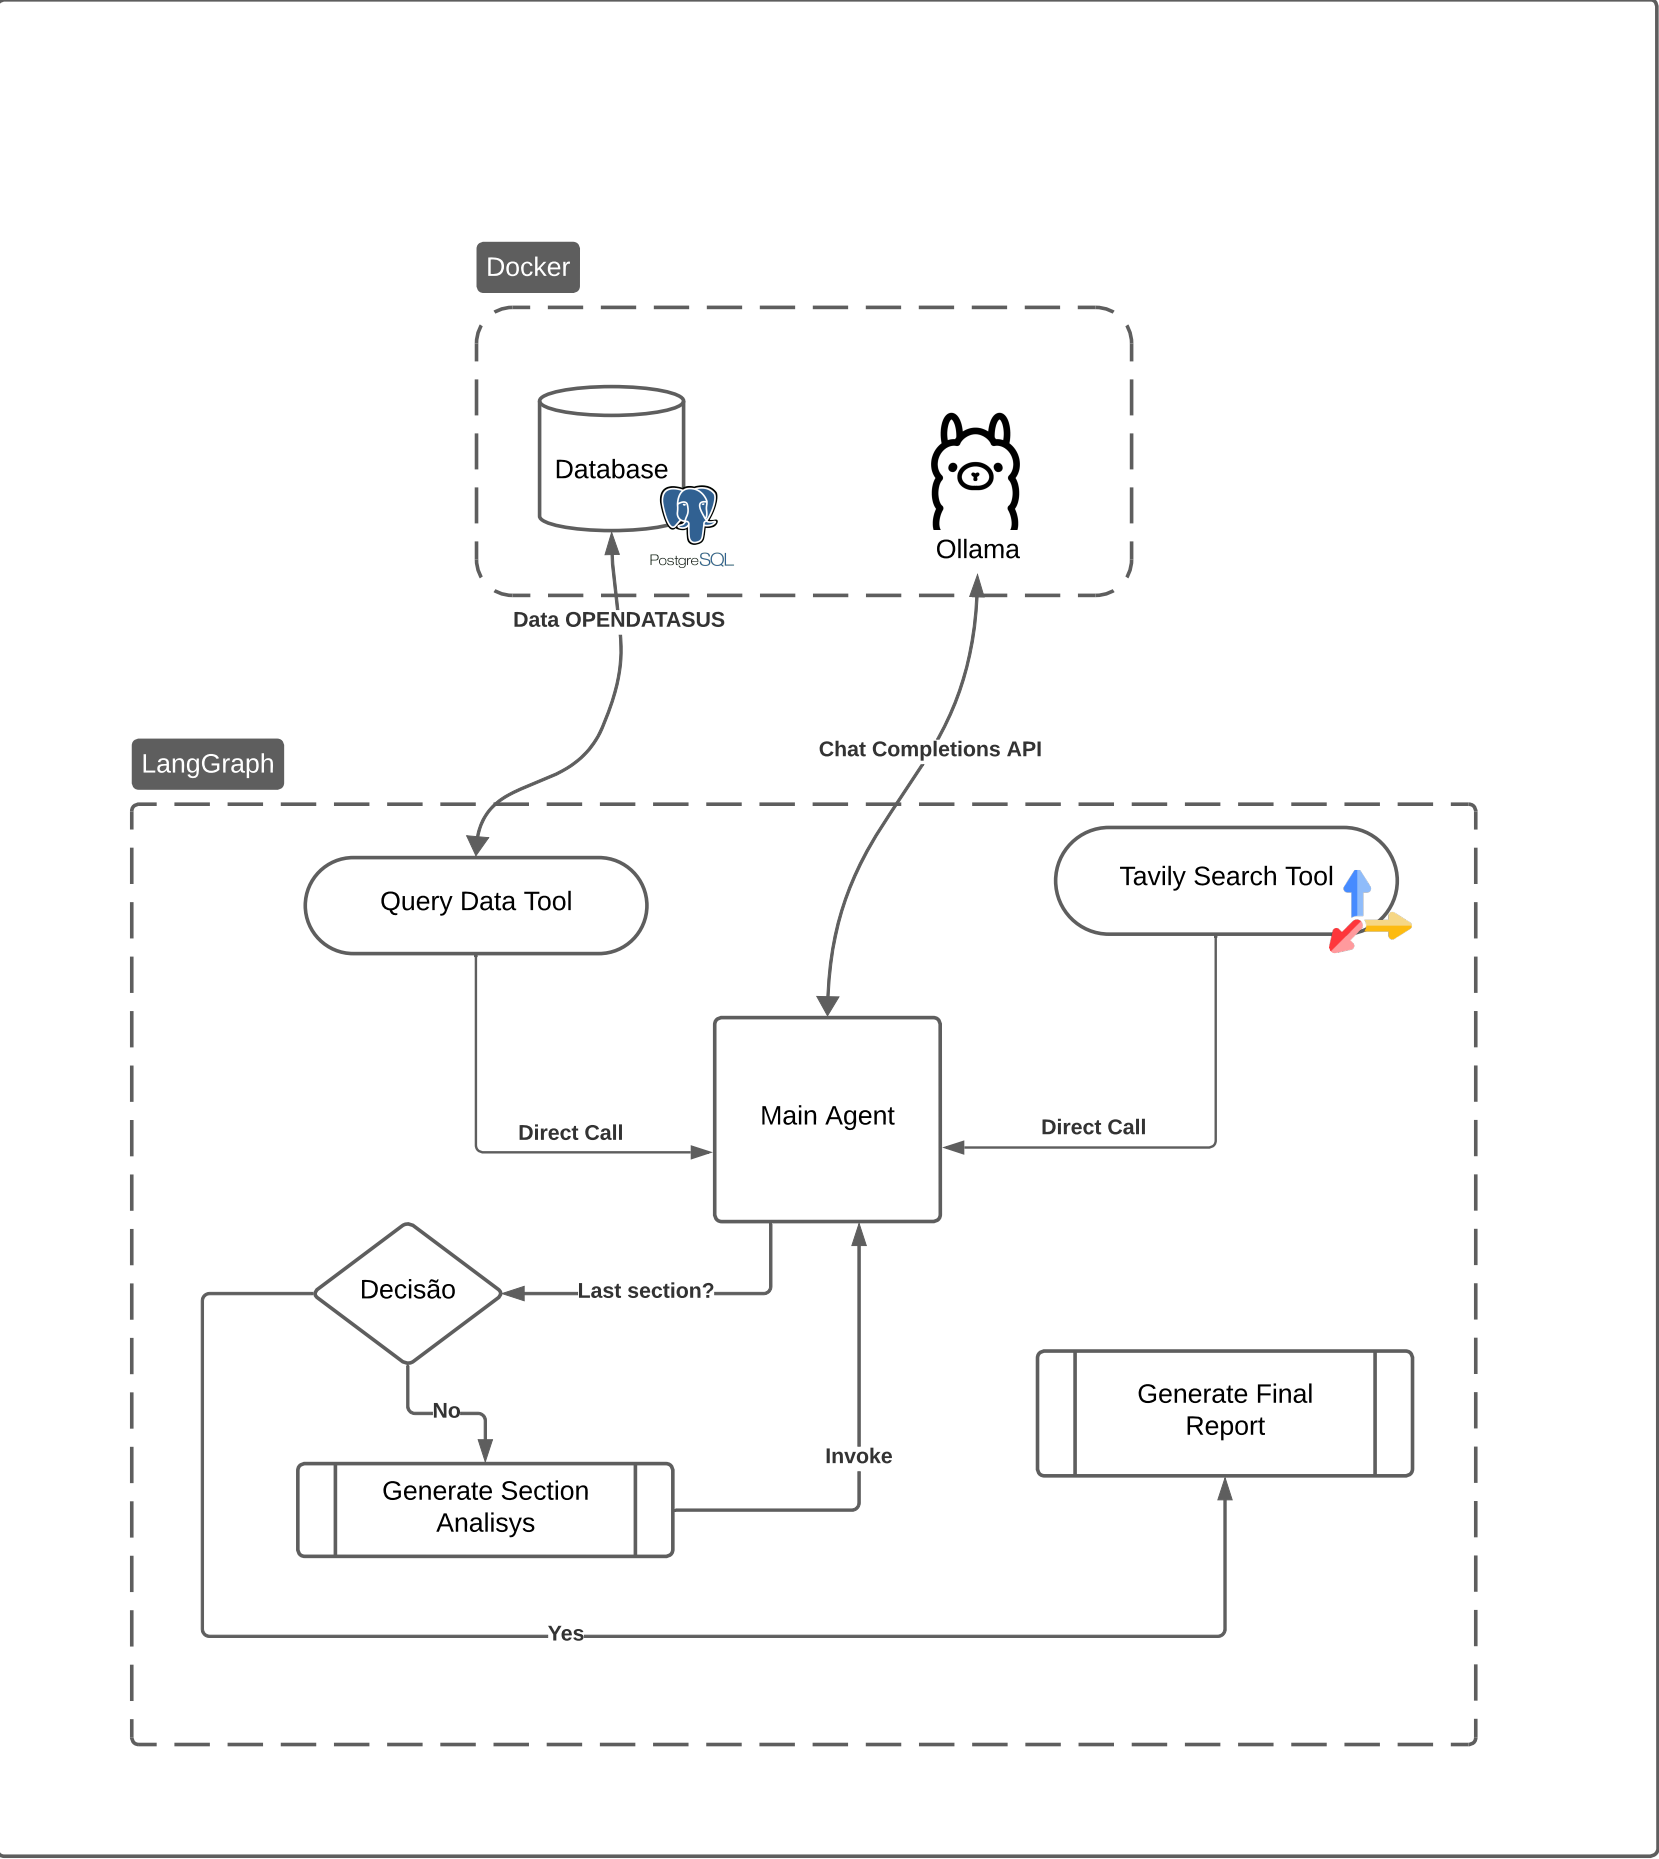 Docker
Database
PostgreSQL
Ollama
Data OPENDATASUS
Chat Completions API
LangGraph
Query Data Tool
Tavily Search Tool
Main Agent
Direct Call
Direct Call
Decisão
Last section?
No
Generate Section
Analisys
Invoke
Generate Final
Report
Yes